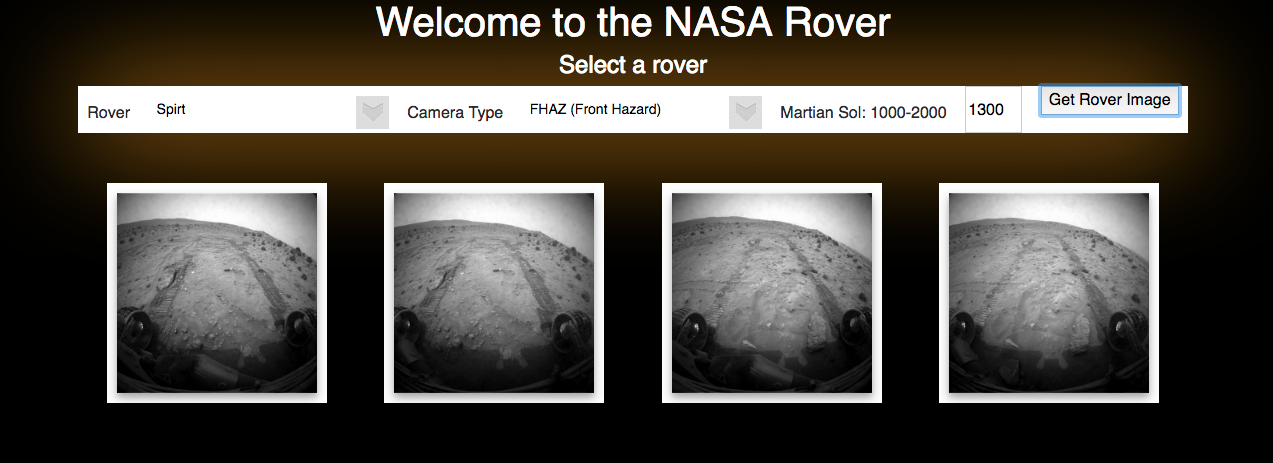 Welcome to the NASA Rover
Select a rover
Rover Spirt Camera Type FHAZ (Front Hazard) Martian Sol: 1000-2000 1300 Get Rover Image